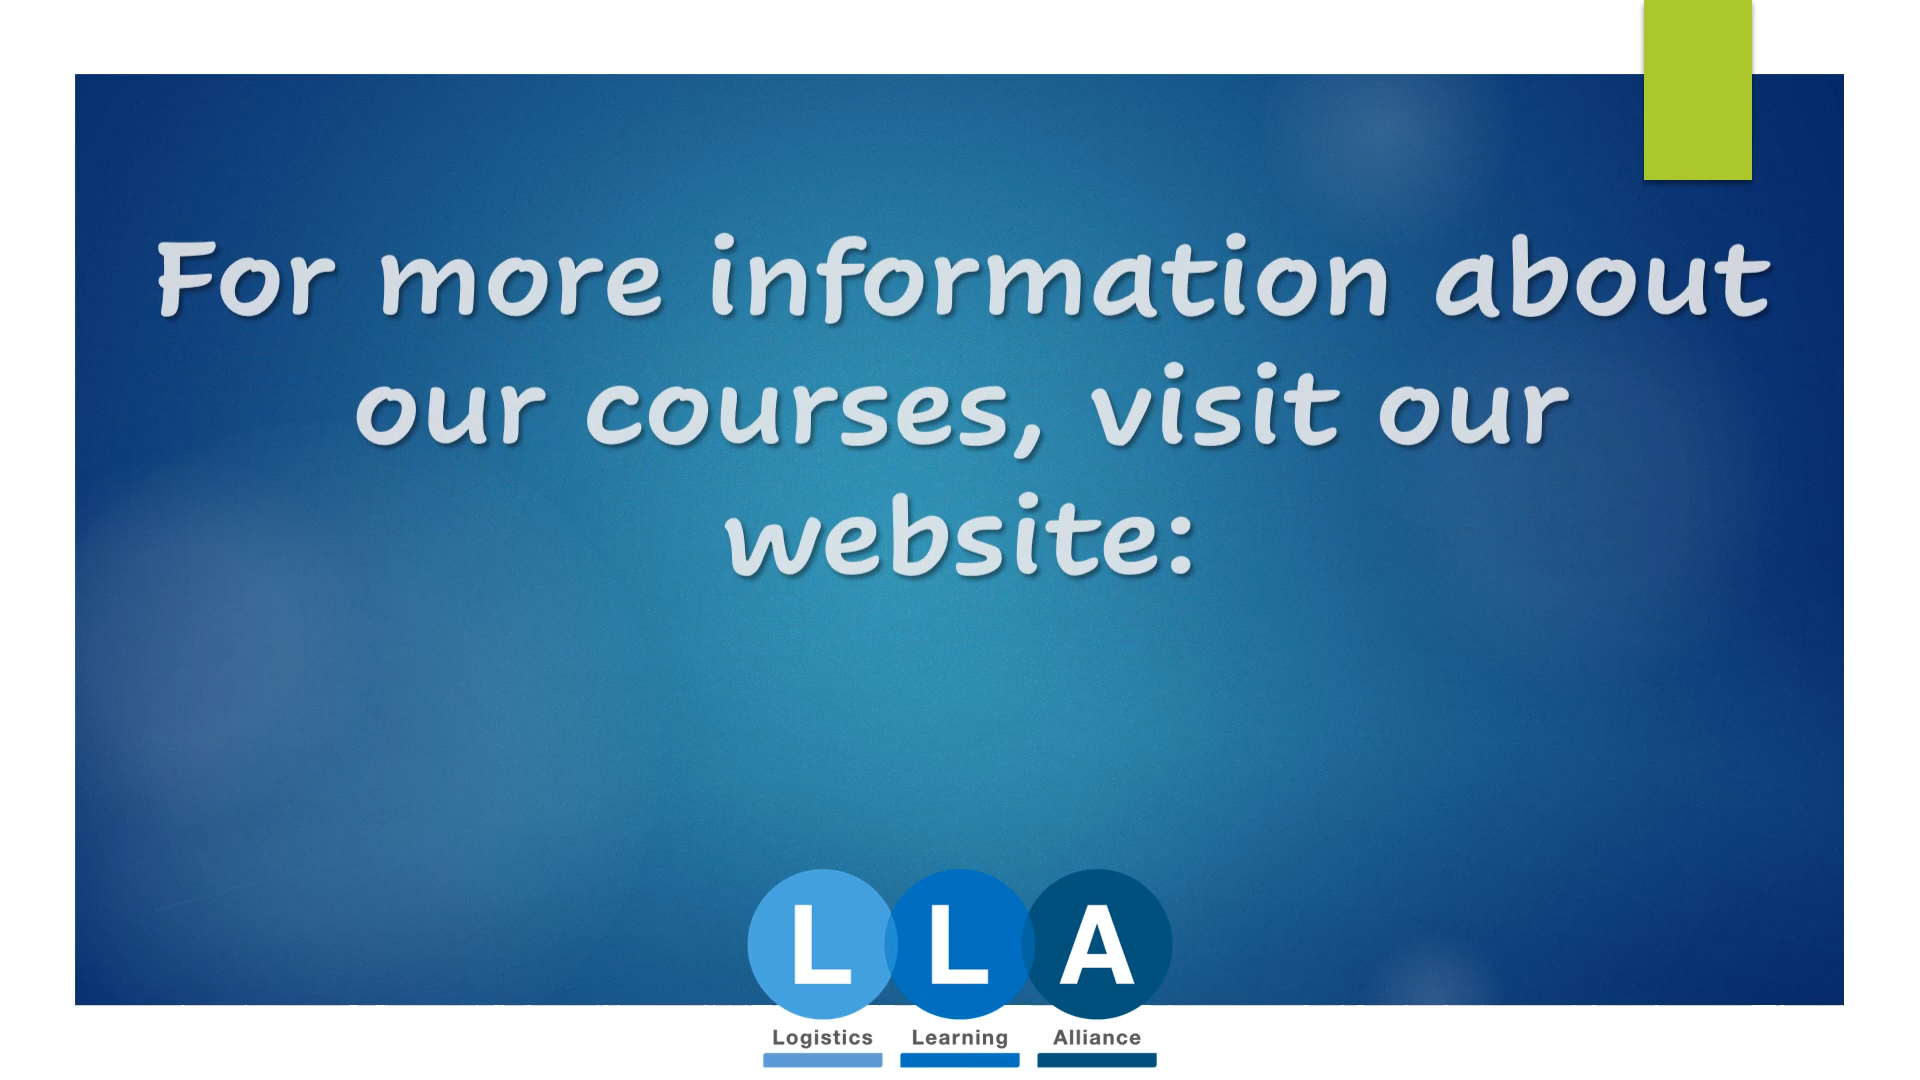 For more information about
our courses, visit our
website:
L L A
Logistics Learning Alliance